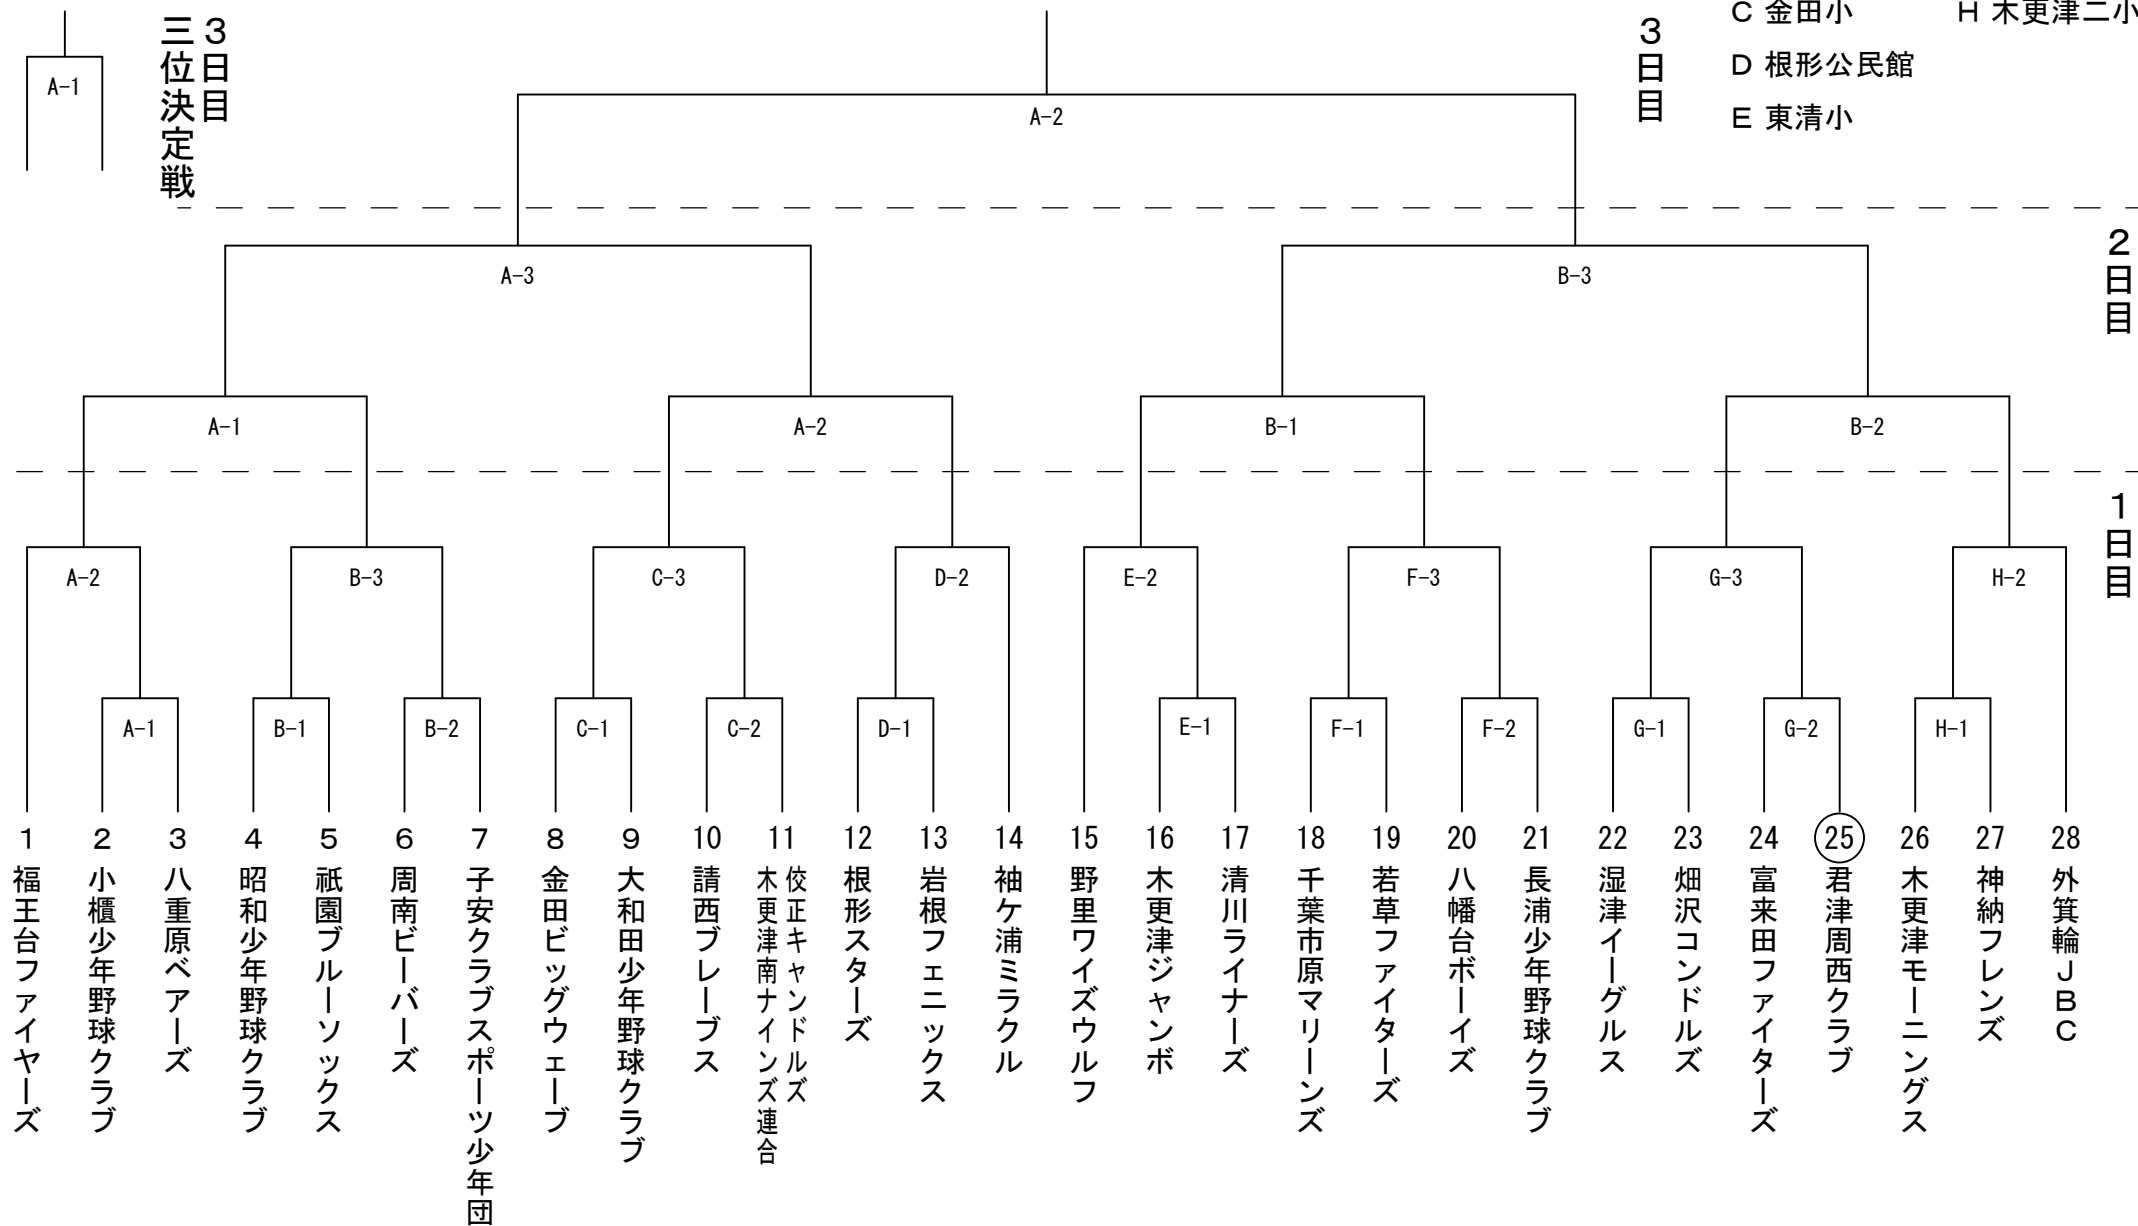 C 金田小
H 木更津二小
D 根形公民館
E 東清小
3日目
三位決定戦
A-1
3日目
A-2
2日目
A-3
B-3
A-1
A-2
B-1
B-2
1日目
A-2
B-3
C-3
D-2
E-2
F-3
G-3
H-2
A-1
B-1
B-2
C-1
C-2
D-1
E-1
F-1
F-2
G-1
G-2
H-1
1 福王台ファイヤーズ
2 小櫃少年野球クラブ
3 八重原ベアーズ
4 昭和少年野球クラブ
5 祇園ブルーソックス
6 周南ビーバーズ
7 子安クラブスポーツ少年団
8 金田ビッグウェーブ
9 大和田少年野球クラブ
10 請西ブレーブス
11 佼正キャンドルズ
木更津南ナインズ連合
12 根形スターズ
13 岩根フェニックス
14 袖ケ浦ミラクル
15 野里ワイズウルフ
16 木更津ジャンボ
17 清川ライナーズ
18 千葉市原マリーンズ
19 若草ファイターズ
20 八幡台ボーイズ
21 長浦少年野球クラブ
22 湿津イーグルス
23 畑沢コンドルズ
24 富来田ファイターズ
25 君津周西クラブ
26 木更津モーニングス
27 神納フレンズ
28 外箕輪JBC